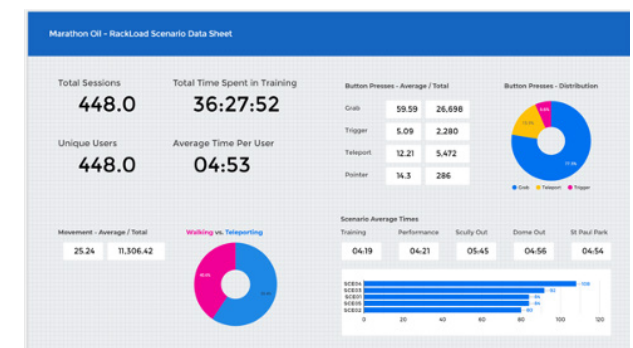 Marathon Oil - RackLoad Scenario Data Sheet
Total Sessions
448.0
Total Time Spent in Training
36:27:52
Unique Users
448.0
Average Time Per User
04:53
Button Presses - Average / Total
Grab 59.59 26,698
Trigger 5.09 2,280
Teleport 12.21 5,472
Pointer 14.3 286
Button Presses - Distribution
Grab Teleport Trigger
Movement - Average / Total
25.24 11,306.42
Walking vs. Teleporting
Scenario Average Times
Training Performance Scully Out Dome Out St Paul Park
04:19 04:21 05:45 04:56 04:54
SCE04 108
SCE03 92
SCE01 84
SCE05 84
SCE02
0 20 40 60 80 100 120